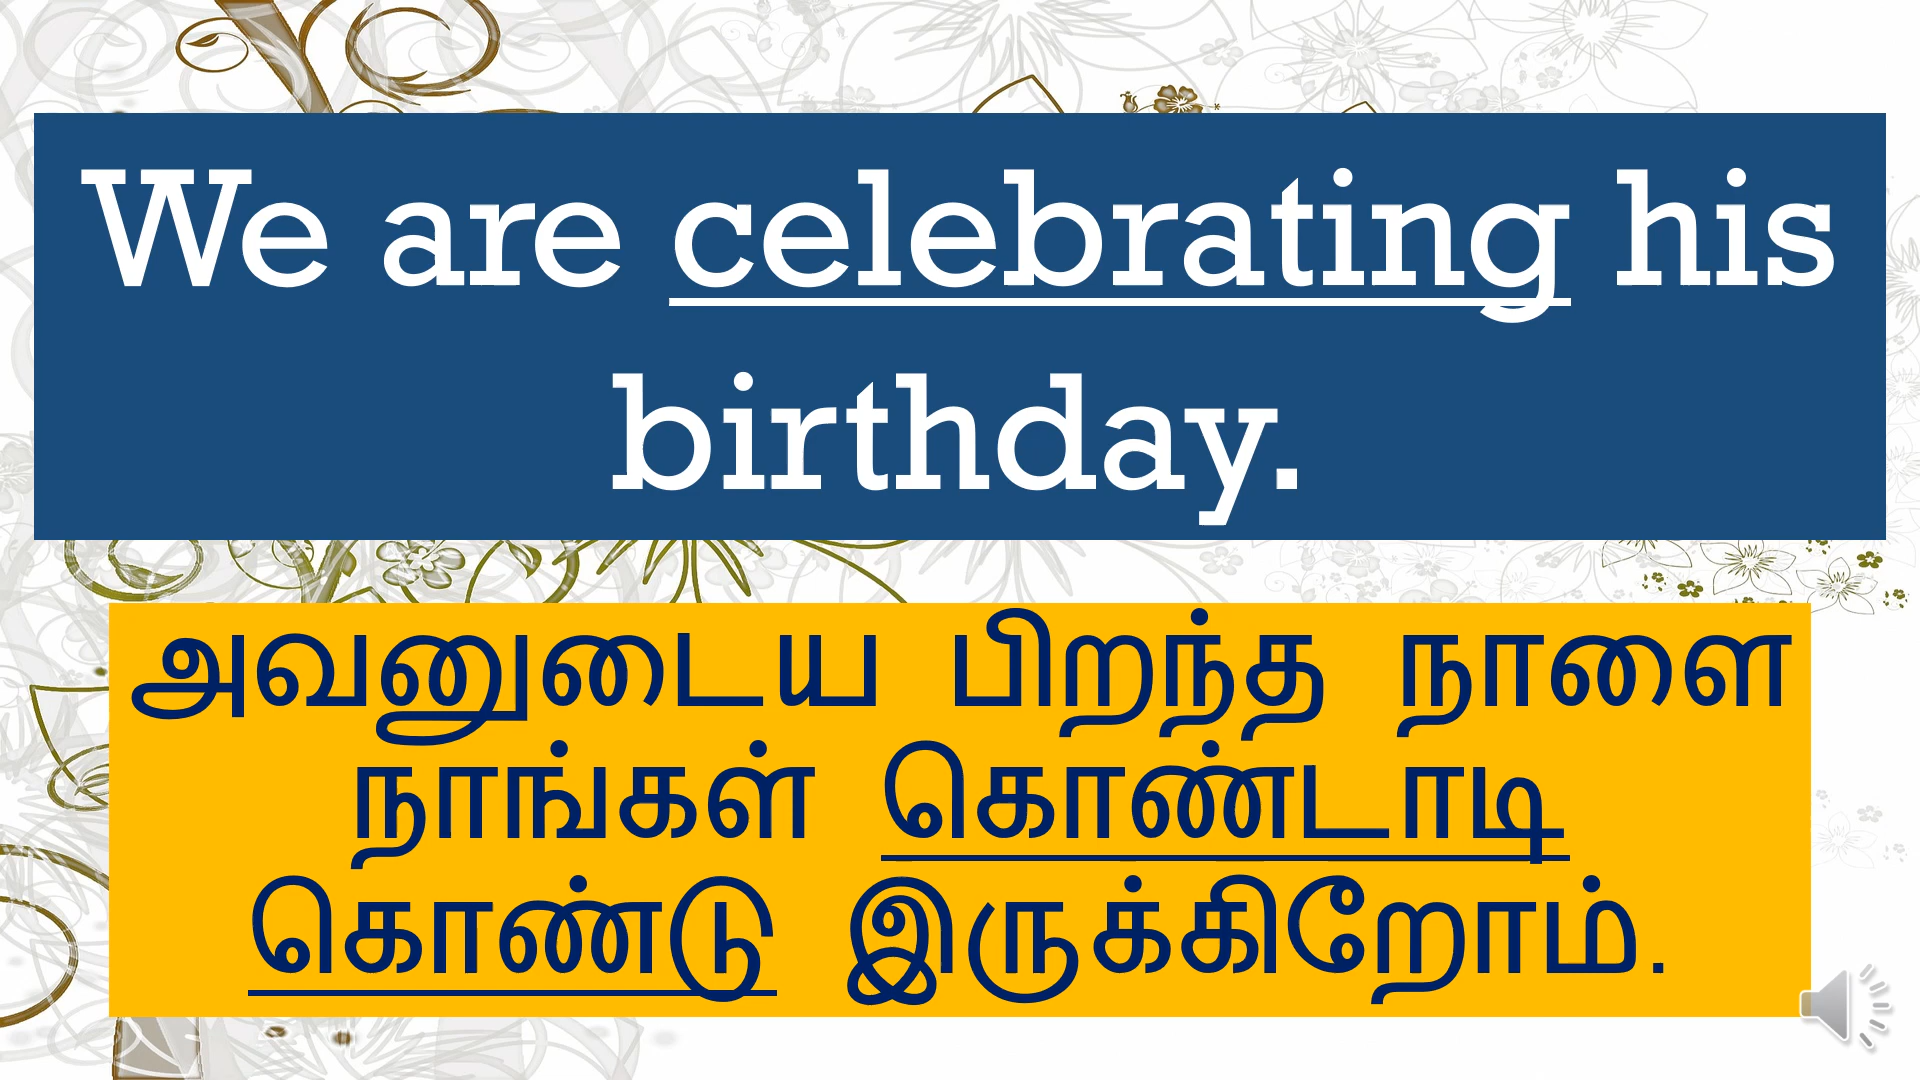 We are celebrating his
birthday.
அவனுடைய பிறந்த நாளை
நாங்கள் கொண்டாடி
கொண்டு இருக்கிறோம்.